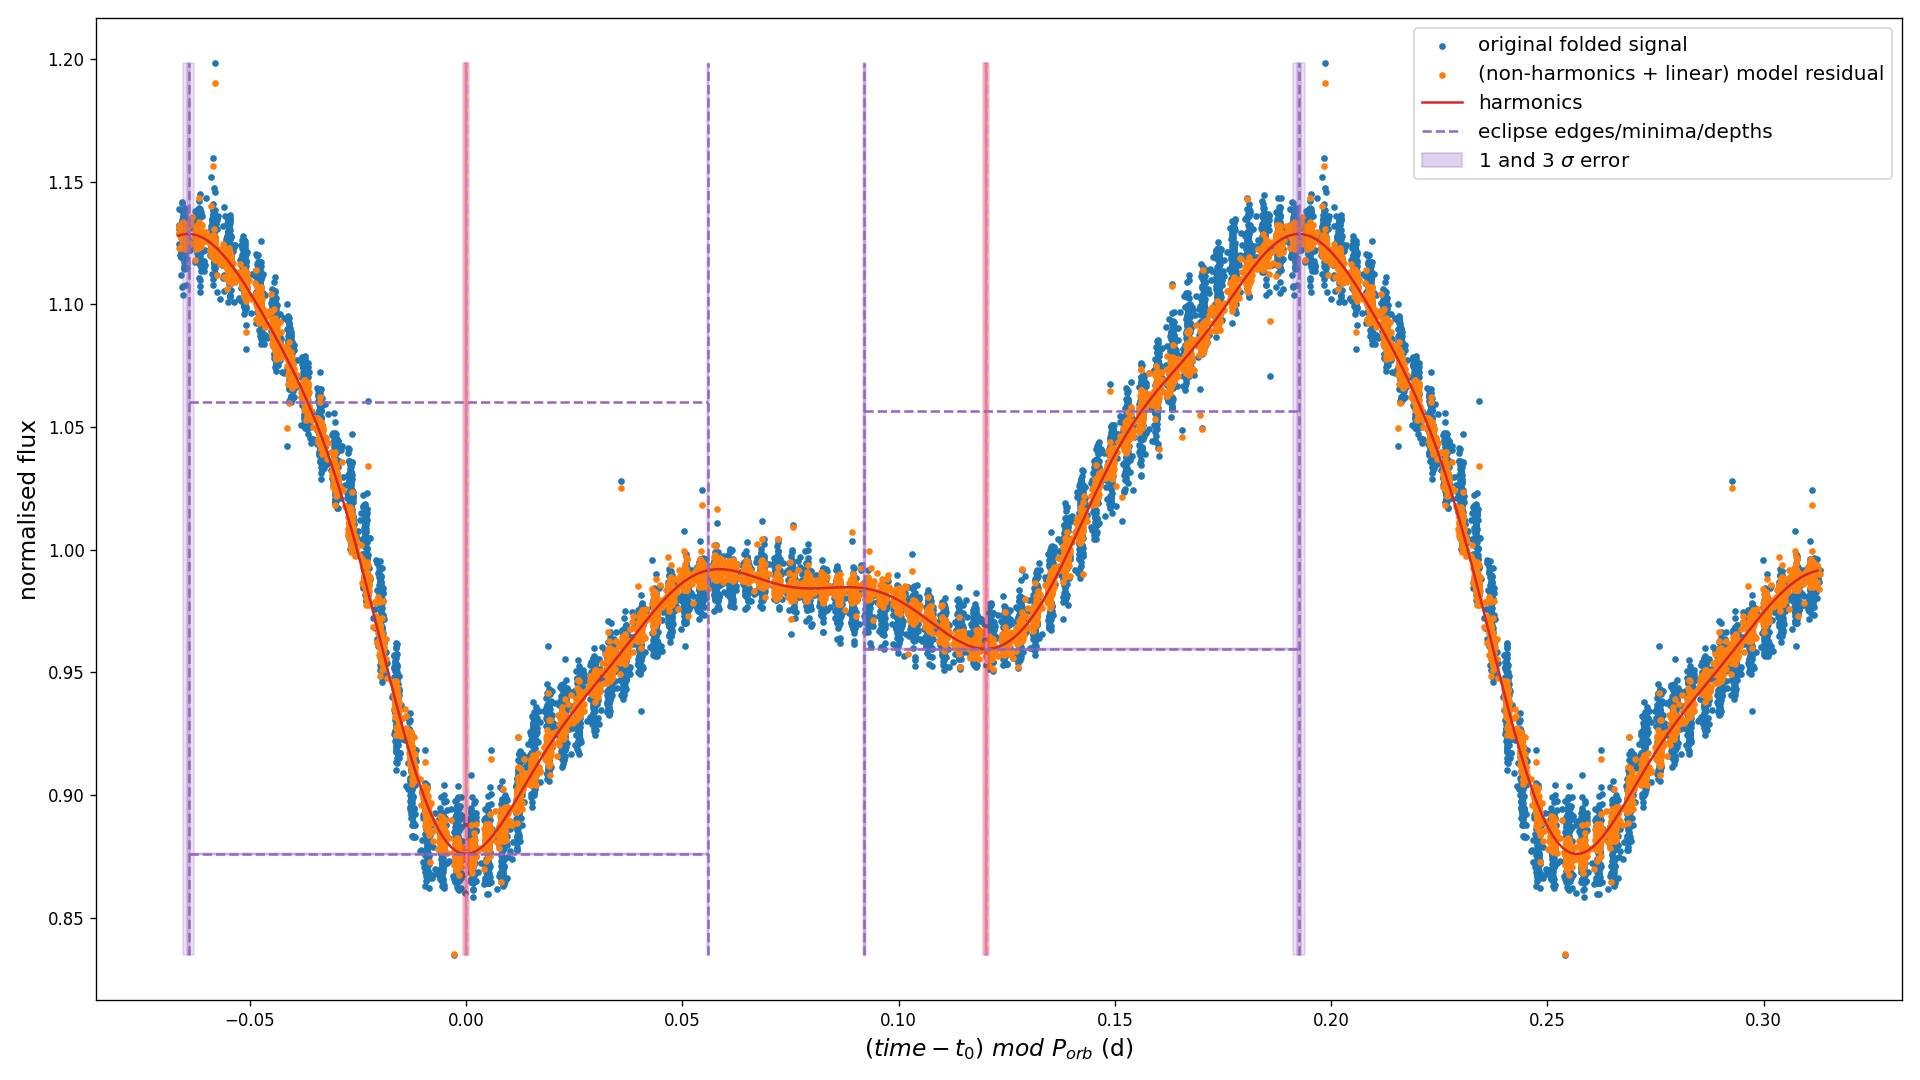 1.20
1.15
1.10
1.05
1.00
0.95
0.90
0.85
normalised flux
original folded signal
(non-harmonics + linear) model residual
harmonics
eclipse edges/minima/depths
1 and 3 σ error
−0.05 0.00 0.05 0.10 0.15 0.20 0.25 0.30
(time − t₀) mod Pₒᵣᵦ (d)